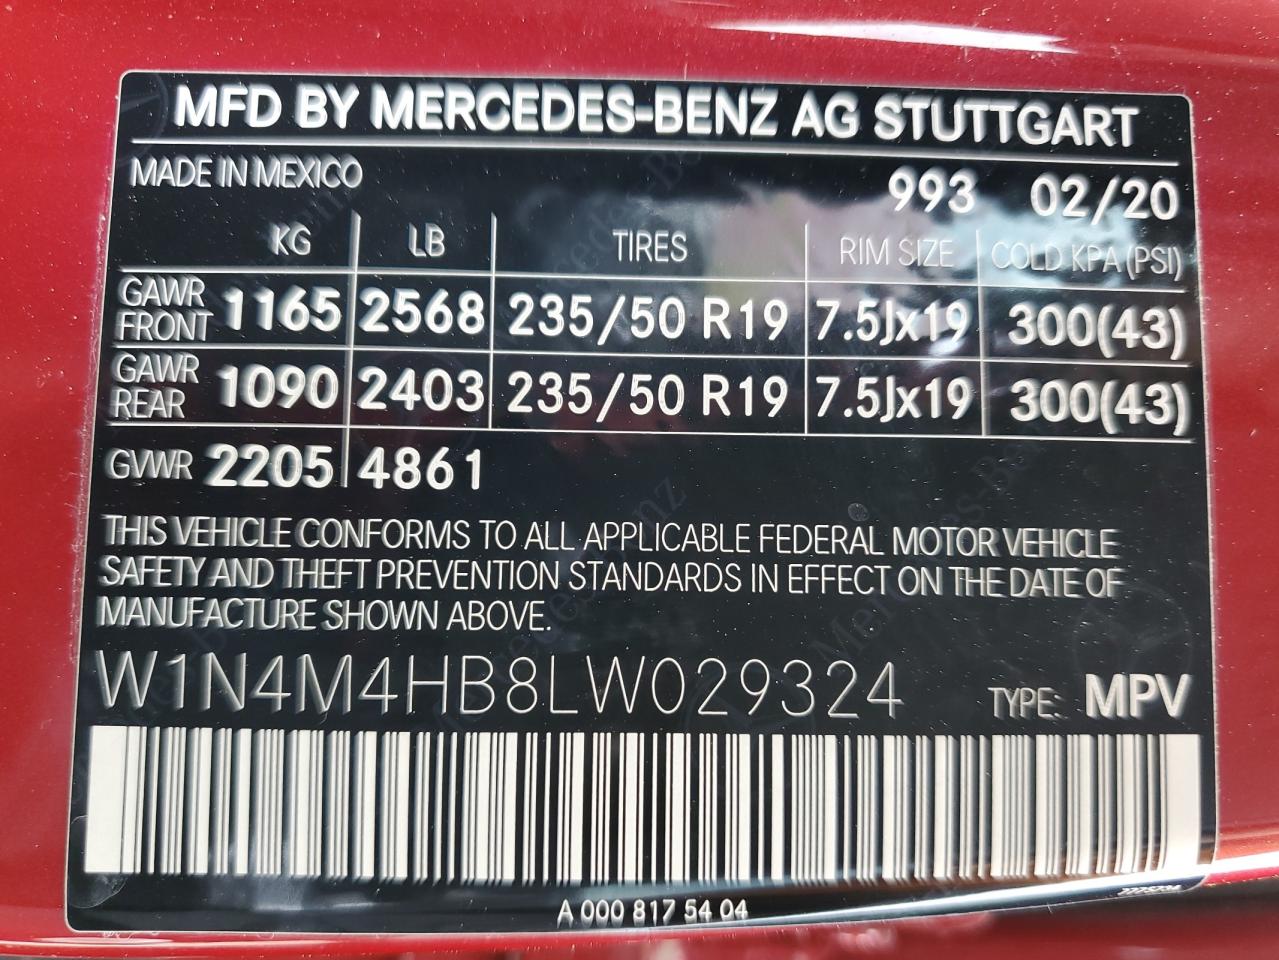 MFD BY MERCEDES-BENZ AG STUTTGART
MADE IN MEXICO 993 02/20
KG LB TIRES RIM SIZE COLD KPA (PSI)
GAWR FRONT 1165 2568 235/50 R19 7.5Jx19 300(43)
GAWR REAR 1090 2403 235/50 R19 7.5Jx19 300(43)
GVWR 2205 4861
THIS VEHICLE CONFORMS TO ALL APPLICABLE FEDERAL MOTOR VEHICLE
SAFETY AND THEFT PREVENTION STANDARDS IN EFFECT ON THE DATE OF
MANUFACTURE SHOWN ABOVE.
W1N4M4HB8LW029324 TYPE: MPV
A 000 817 54 04